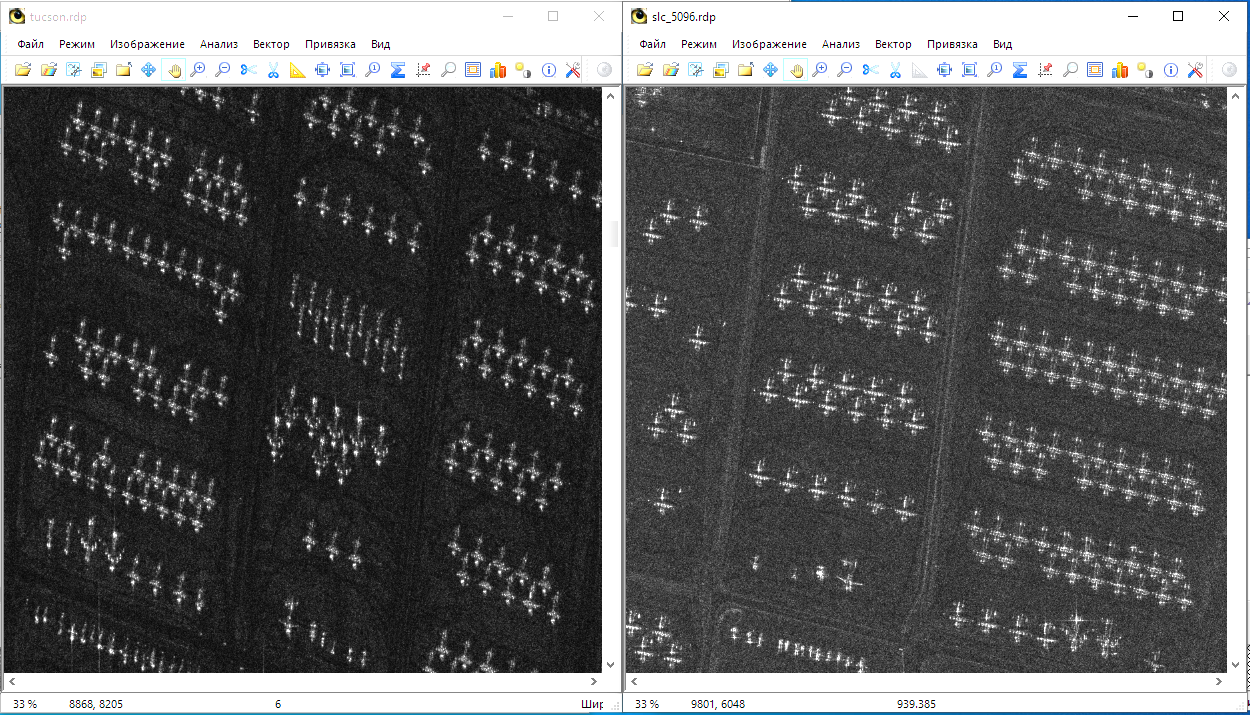 tucson.rdp
Файл Режим Изображение Анализ Вектор Привязка Вид
33 % 8868, 8205 6 Шир
slc_5096.rdp
Файл Режим Изображение Анализ Вектор Привязка Вид
33 % 9801, 6048 939.385